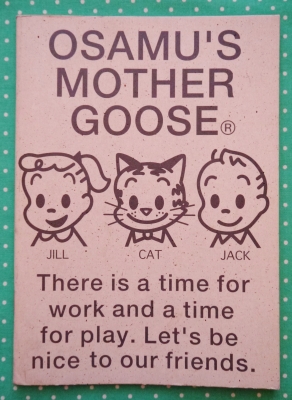 OSAMU'S
MOTHER
GOOSE®
JILL CAT JACK
There is a time for
work and a time
for play. Let's be
nice to our friends.